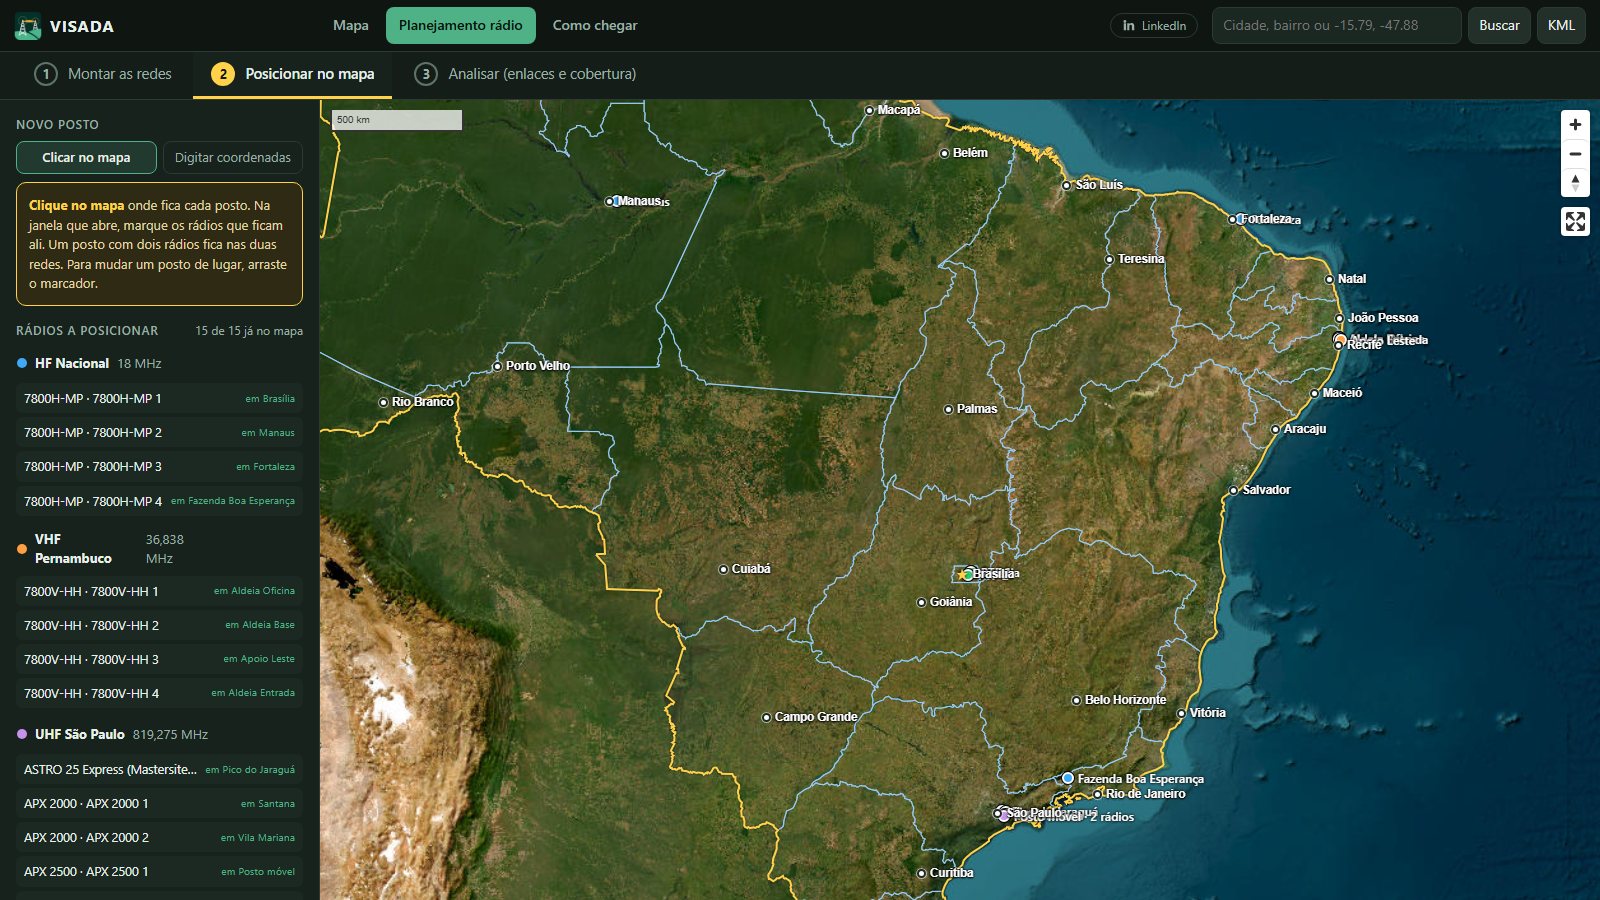 VISADA
Mapa
Planejamento rádio
Como chegar
in LinkedIn
Cidade, bairro ou -15.79, -47.88
Buscar
KML
1 Montar as redes
2 Posicionar no mapa
3 Analisar (enlaces e cobertura)
NOVO POSTO
Clicar no mapa
Digitar coordenadas
Clique no mapa onde fica cada posto. Na
janela que abre, marque os rádios que ficam
ali. Um posto com dois rádios fica nas duas
redes. Para mudar um posto de lugar, arraste
o marcador.
RÁDIOS A POSICIONAR 15 de 15 já no mapa
HF Nacional 18 MHz
7800H-MP · 7800H-MP 1 em Brasília
7800H-MP · 7800H-MP 2 em Manaus
7800H-MP · 7800H-MP 3 em Fortaleza
7800H-MP · 7800H-MP 4 em Fazenda Boa Esperança
VHF Pernambuco 36,838 MHz
7800V-HH · 7800V-HH 1 em Aldeia Oficina
7800V-HH · 7800V-HH 2 em Aldeia Base
7800V-HH · 7800V-HH 3 em Apoio Leste
7800V-HH · 7800V-HH 4 em Aldeia Entrada
UHF São Paulo 819,275 MHz
ASTRO 25 Express (Mastersite... em Pico do Jaraguá
APX 2000 · APX 2000 1 em Santana
APX 2000 · APX 2000 2 em Vila Mariana
APX 2500 · APX 2500 1 em Posto móvel
500 km
Macapá
Belém
São Luís
Manaus
Fortaleza
Teresina
Natal
João Pessoa
Recife
Porto Velho
Rio Branco
Palmas
Maceió
Aracaju
Salvador
Cuiabá
Brasília
Goiânia
Belo Horizonte
Campo Grande
Vitória
Fazenda Boa Esperança
Rio de Janeiro
São Paulo
2 rádios
Curitiba